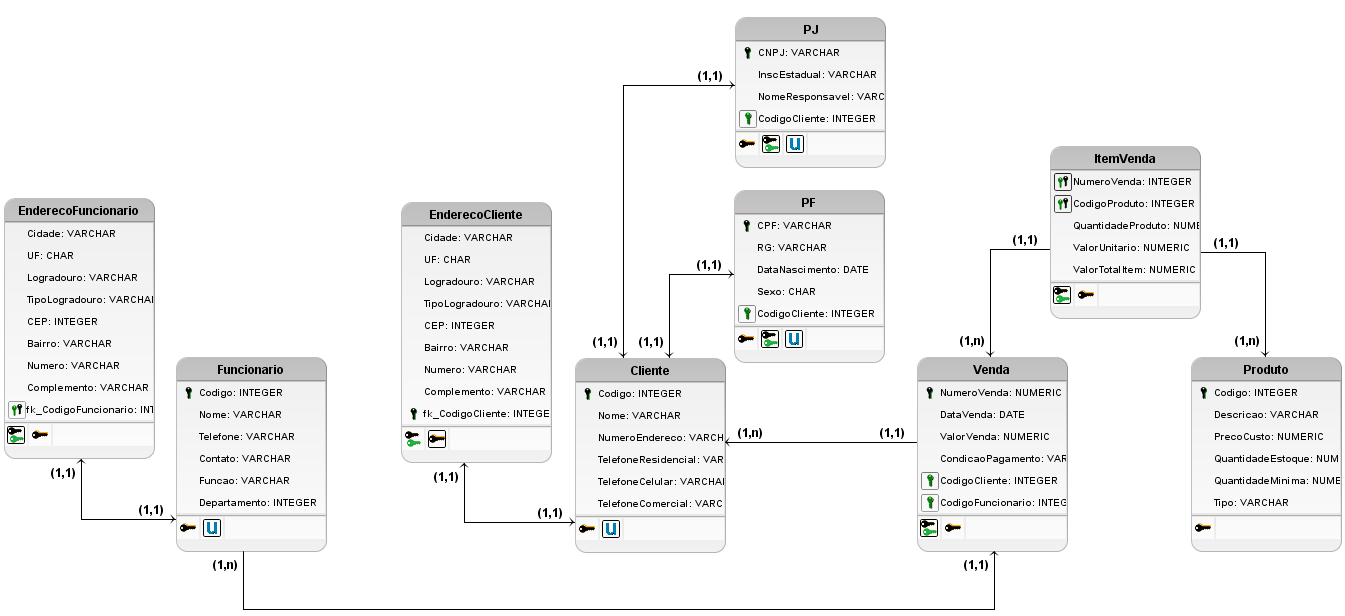 PJ
CNPJ: VARCHAR
InscEstadual: VARCHAR
NomeResponsavel: VARC
CodigoCliente: INTEGER
U
(1,1)
PF
CPF: VARCHAR
RG: VARCHAR
DataNascimento: DATE
Sexo: CHAR
CodigoCliente: INTEGER
U
(1,1)
ItemVenda
NumeroVenda: INTEGER
CodigoProduto: INTEGER
QuantidadeProduto: NUME
ValorUnitario: NUMERIC
ValorTotalItem: NUMERIC
(1,1)
(1,1)
EnderecoFuncionario
Cidade: VARCHAR
UF: CHAR
Logradouro: VARCHAR
TipoLogradouro: VARCHAI
CEP: INTEGER
Bairro: VARCHAR
Numero: VARCHAR
Complemento: VARCHAR
fk_CodigoFuncionario: INT
(1,1)
(1,1)
Funcionario
Codigo: INTEGER
Nome: VARCHAR
Telefone: VARCHAR
Contato: VARCHAR
Funcao: VARCHAR
Departamento: INTEGER
U
(1,n)
EnderecoCliente
Cidade: VARCHAR
UF: CHAR
Logradouro: VARCHAR
TipoLogradouro: VARCHAI
CEP: INTEGER
Bairro: VARCHAR
Numero: VARCHAR
Complemento: VARCHAR
fk_CodigoCliente: INTEGE
(1,1)
(1,1)
(1,1)
(1,1)
Cliente
Codigo: INTEGER
Nome: VARCHAR
NumeroEndereco: VARCH
TelefoneResidencial: VAR
TelefoneCelular: VARCHAI
TelefoneComercial: VARC
U
(1,n)
(1,1)
(1,n)
Venda
NumeroVenda: NUMERIC
DataVenda: DATE
ValorVenda: NUMERIC
CondicaoPagamento: VAR
CodigoCliente: INTEGER
CodigoFuncionario: INTEG
(1,1)
(1,n)
Produto
Codigo: INTEGER
Descricao: VARCHAR
PrecoCusto: NUMERIC
QuantidadeEstoque: NUM
QuantidadeMinima: NUME
Tipo: VARCHAR